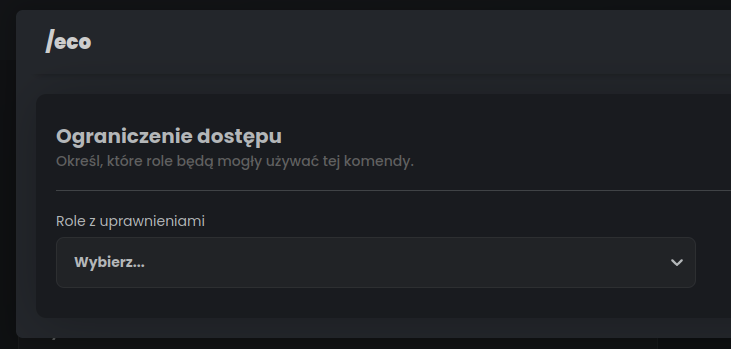 /eco
Ograniczenie dostępu
Określ, które role będą mogły używać tej komendy.
Role z uprawnieniami
Wybierz...